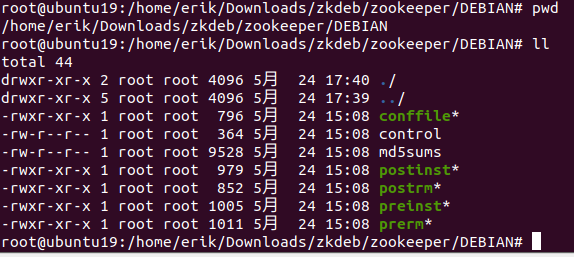 root@ubuntu19:/home/erik/Downloads/zkdeb/zookeeper/DEBIAN# pwd
/home/erik/Downloads/zkdeb/zookeeper/DEBIAN
root@ubuntu19:/home/erik/Downloads/zkdeb/zookeeper/DEBIAN# ll
total 44
drwxr-xr-x 2 root root 4096 5月  24 17:40 ./
drwxr-xr-x 5 root root 4096 5月  24 17:39 ../
-rwxr-xr-x 1 root root  796 5月  24 15:08 conffile*
-rw-r--r-- 1 root root  364 5月  24 15:08 control
-rw-r--r-- 1 root root 9528 5月  24 15:08 md5sums
-rwxr-xr-x 1 root root  979 5月  24 15:08 postinst*
-rwxr-xr-x 1 root root  852 5月  24 15:08 postrm*
-rwxr-xr-x 1 root root 1005 5月  24 15:08 preinst*
-rwxr-xr-x 1 root root 1011 5月  24 15:08 prerm*
root@ubuntu19:/home/erik/Downloads/zkdeb/zookeeper/DEBIAN#